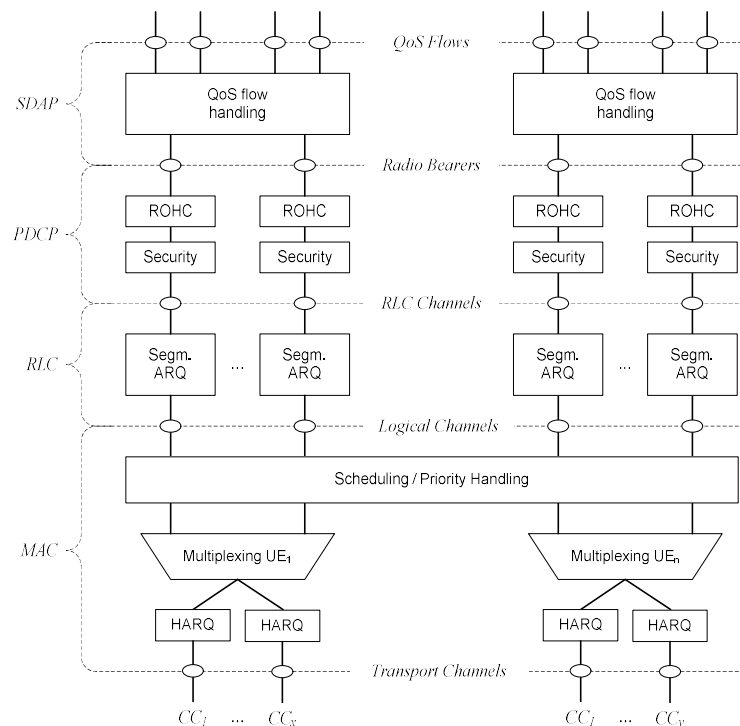 QoS Flows
QoS flow
handling
QoS flow
handling
SDAP
Radio Bearers
ROHC
ROHC
ROHC
ROHC
PDCP
Security
Security
Security
Security
RLC Channels
Segm.
ARQ
...
Segm.
ARQ
Segm.
ARQ
...
Segm.
ARQ
RLC
Logical Channels
Scheduling / Priority Handling
MAC
Multiplexing UE1
Multiplexing UEn
HARQ
HARQ
HARQ
HARQ
Transport Channels
CC1 ... CCx
CC1 ... CCy